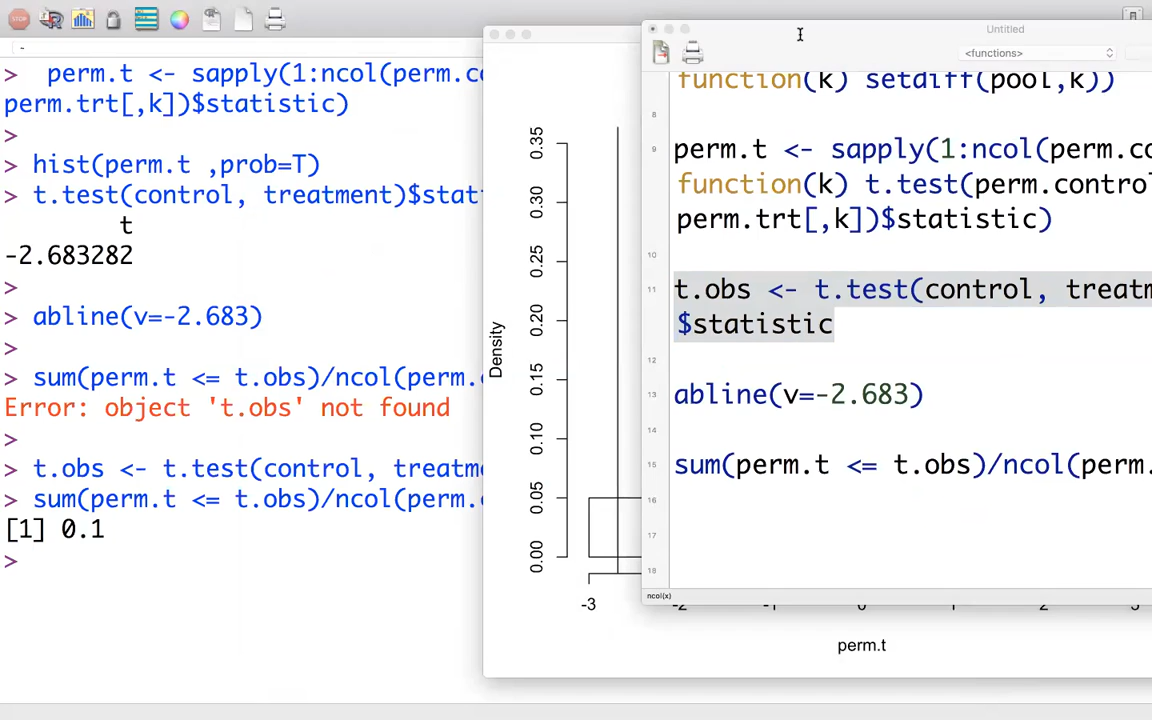 STOP
-
> perm.t <- sapply(1:ncol(perm.c
perm.trt[,k])$statistic)
>
> hist(perm.t ,prob=T)
> t.test(control, treatment)$stat
t
-2.683282
>
> abline(v=-2.683)
>
> sum(perm.t <= t.obs)/ncol(perm.
Error: object 't.obs' not found
>
> t.obs <- t.test(control, treatm
> sum(perm.t <= t.obs)/ncol(perm.
[1] 0.1
>
Density
0.35
0.30
0.25
0.20
0.15
0.10
0.05
0.00
-3
-2
-1
0
1
2
3
perm.t
Untitled
<functions>
function(k) setdiff(pool,k))
8
9 perm.t <- sapply(1:ncol(perm.co
function(k) t.test(perm.control
perm.trt[,k])$statistic)
10
11 t.obs <- t.test(control, treatm
$statistic
12
13 abline(v=-2.683)
14
15 sum(perm.t <= t.obs)/ncol(perm.
16
17
18
ncol(x)